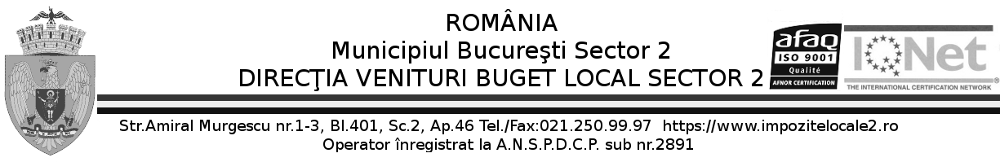 ROMÂNIA
Municipiul Bucureşti Sector 2
DIRECŢIA VENITURI BUGET LOCAL SECTOR 2
afaq
ISO 9001
Qualité
AFNOR CERTIFICATION
IQNet
®
THE INTERNATIONAL CERTIFICATION NETWORK
Str.Amiral Murgescu nr.1-3, Bl.401, Sc.2, Ap.46 Tel./Fax:021.250.99.97 https://www.impozitelocale2.ro
Operator înregistrat la A.N.S.P.D.C.P. sub nr.2891